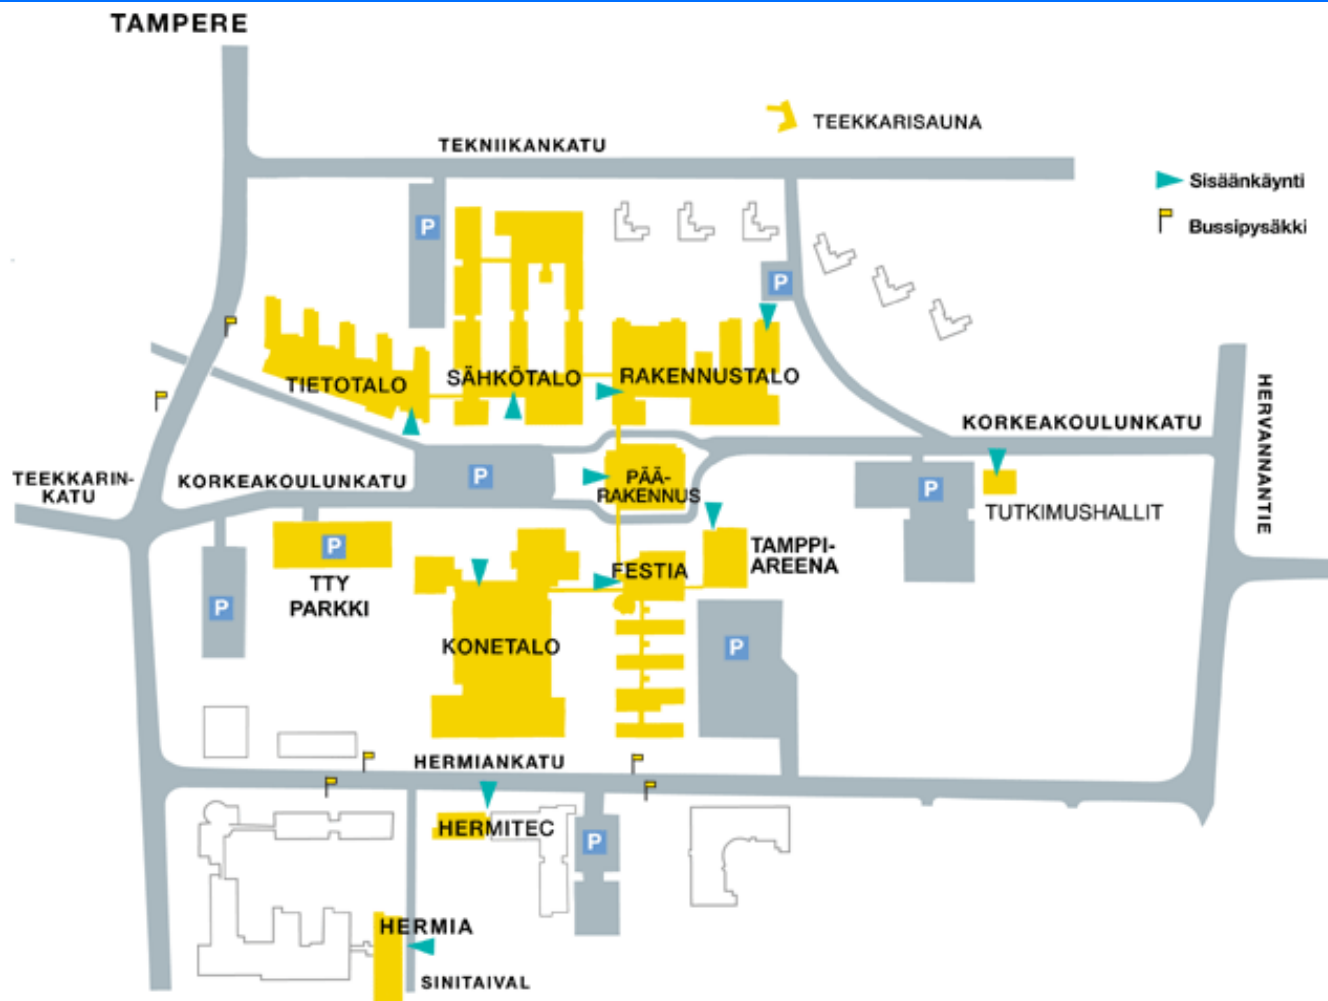 TAMPERE
TEEKKARISAUNA
TEKNIIKANKATU
Sisäänkäynti
P
Bussipysäkki
P
TIETOTALO
SÄHKÖTALO
RAKENNUSTALO
HERVANNANTIE
KORKEAKOULUNKATU
TEEKKARIN-
KATU
KORKEAKOULUNKATU
P
PÄÄ-
RAKENNUS
P
TUTKIMUSHALLIT
P
TTY
PARKKI
P
FESTIA
TAMPPI-
AREENA
KONETALO
P
HERMIANKATU
HERMITEC
P
HERMIA
SINITAIVAL